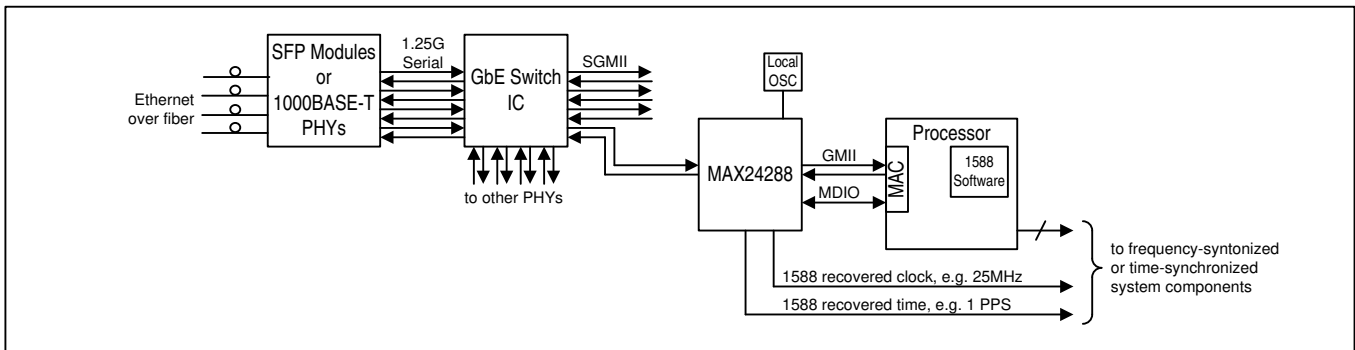 SFP Modules
or
1000BASE-T
PHYs
Ethernet
over fiber
1.25G
Serial
GbE Switch
IC
SGMII
to other PHYs
Local
OSC
MAX24288
GMII
MDIO
Processor
MAC
1588
Software
1588 recovered clock, e.g. 25MHz
1588 recovered time, e.g. 1 PPS
to frequency-syntonized
or time-synchronized
system components